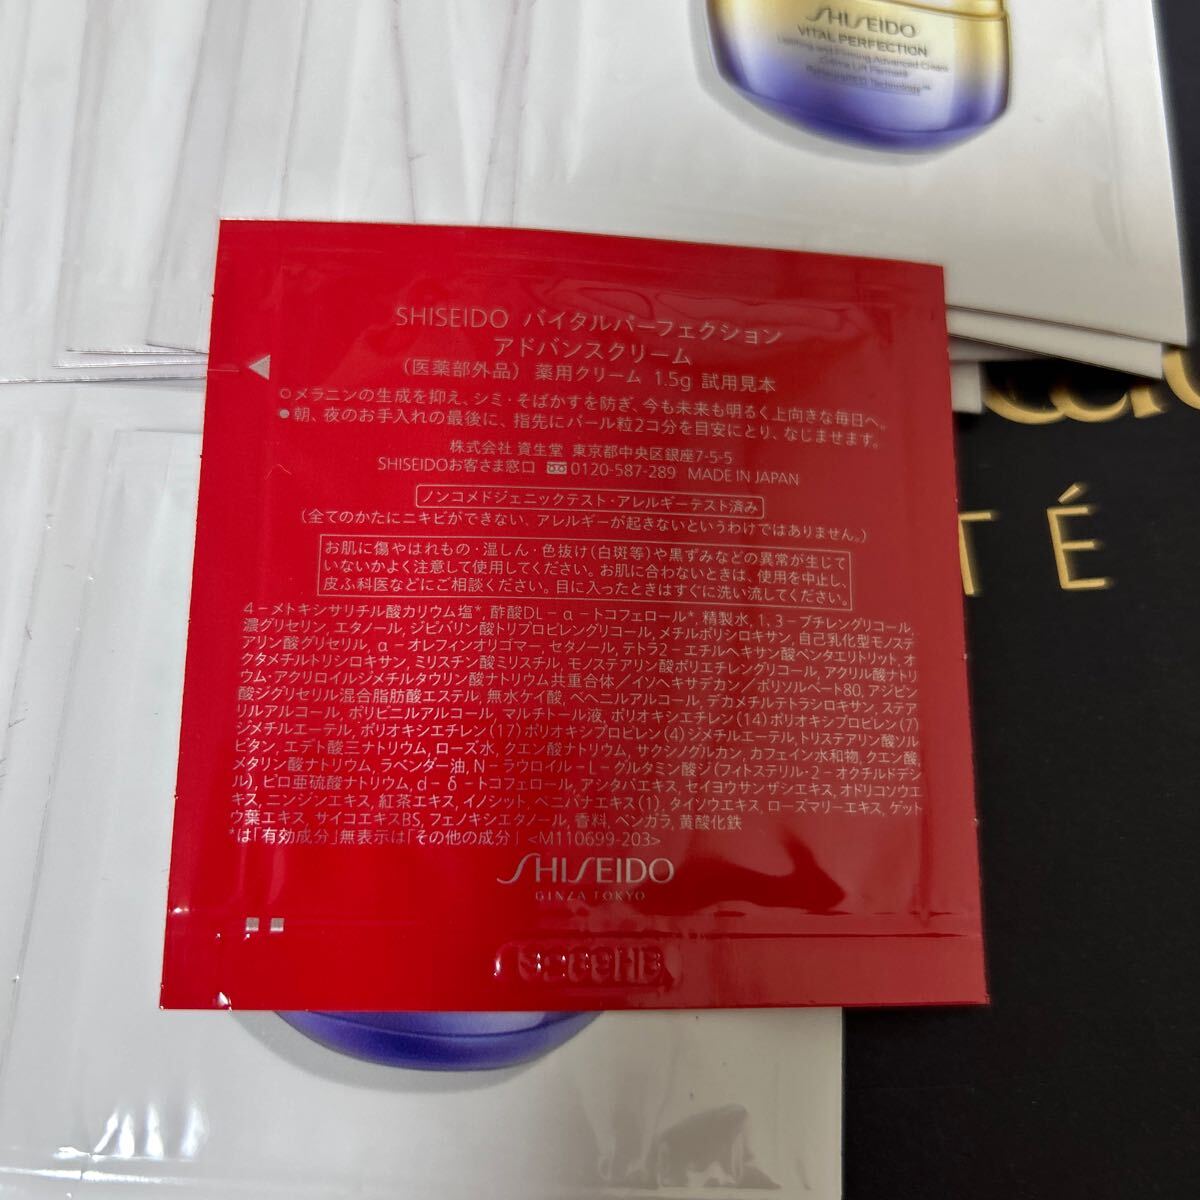 SHISEIDO
VITAL PERFECTION
Uplifting and Firming Advanced Cream
SHISEIDO バイタルパーフェクション
アドバンスクリーム
(医薬部外品) 薬用クリーム 1.5g 試用見本
○メラニンの生成を抑え、シミ・そばかすを防ぎ、今も未来も明るく上向きな毎日へ。
●朝、夜のお手入れの最後に、指先にパール粒2コ分を目安にとり、なじませます。
株式会社 資生堂 東京都中央区銀座7-5-5
SHISEIDOお客さま窓口 0120-587-289 MADE IN JAPAN
ノンコメドジェニックテスト・アレルギーテスト済み
(全てのかたにニキビができない、アレルギーが起きないというわけではありません。)
お肌に傷やはれもの・湿しん・色抜け(白斑等)や黒ずみなどの異常が生じて
いないかよく注意して使用してください。お肌に合わないときは、使用を中止し、
皮ふ科医などにご相談ください。目に入ったときはすぐに洗い流してください。
4-メトキシサリチル酸カリウム塩*, 酢酸DL-α-トコフェロール*, 精製水, 1,3-ブチレングリコール,
濃グリセリン, エタノール, ジピバリン酸トリプロピレングリコール, メチルポリシロキサン, 自己乳化型モノステ
アリン酸グリセリル, α-オレフィンオリゴマー, セタノール, テトラ2-エチルヘキサン酸ペンタエリトリット, オ
クタメチルトリシロキサン, ミリスチン酸ミリスチル, モノステアリン酸ポリエチレングリコール, アクリル酸ナトリ
ウム・アクリロイルジメチルタウリン酸ナトリウム共重合体/イソヘキサデカン/ポリソルベート80, アジピン
酸ジグリセリル混合脂肪酸エステル, 無水ケイ酸, ベヘニルアルコール, デカメチルテトラシロキサン, ステア
リルアルコール, ポリビニルアルコール, マルチトール液, ポリオキシエチレン(14)ポリオキシプロピレン(7)
ジメチルエーテル, ポリオキシエチレン(17)ポリオキシプロピレン(4)ジメチルエーテル, トリステアリン酸ソル
ビタン, エデト酸三ナトリウム, ローズ水, クエン酸ナトリウム, サクシノグルカン, カフェイン水和物, クエン酸,
メタリン酸ナトリウム, ラベンダー油, N-ラウロイル-L-グルタミン酸ジ(フィトステリル・2-オクチルドデシ
ル), ピロ亜硫酸ナトリウム, d-δ-トコフェロール, アンタバエキス, セイヨウサンザシエキス, オドリコソウエ
キス, ニンジンエキス, 紅茶エキス, イノシット, ベニバナエキス(1), タイソウエキス, ローズマリーエキス, ゲット
ウ葉エキス, サイコエキスBS, フェノキシエタノール, 香料, ベンガラ, 黄酸化鉄
*は「有効成分」無表示は「その他の成分」<M110699-203>
SHISEIDO
GINZA TOKYO
TÉ